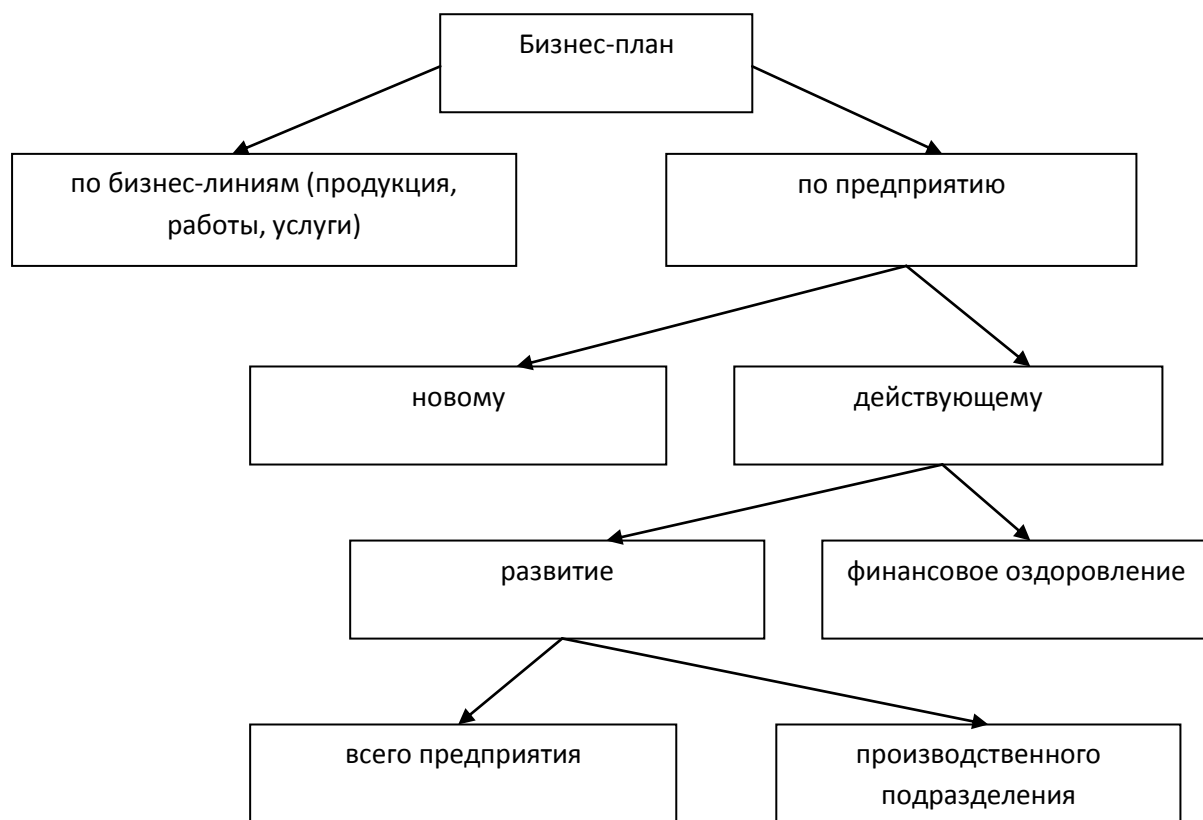 Бизнес-план
по бизнес-линиям (продукция,
работы, услуги)
по предприятию
новому
действующему
развитие
финансовое оздоровление
всего предприятия
производственного
подразделения